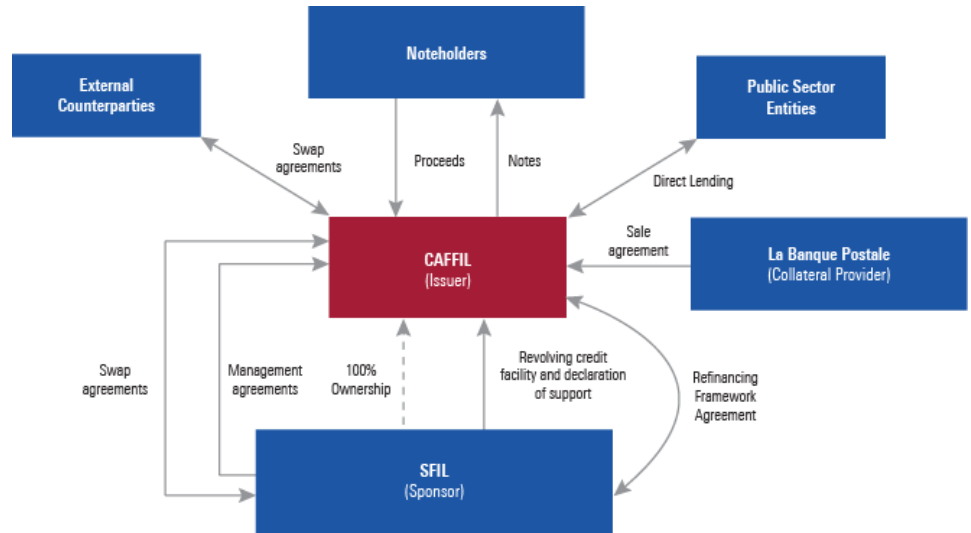 Noteholders
External
Counterparties
Public Sector
Entities
Swap
agreements
Proceeds
Notes
Direct Lending
CAFFIL
(Issuer)
Sale
agreement
La Banque Postale
(Collateral Provider)
Swap
agreements
Management
agreements
100%
Ownership
Revolving credit
facility and declaration
of support
Refinancing
Framework
Agreement
SFIL
(Sponsor)